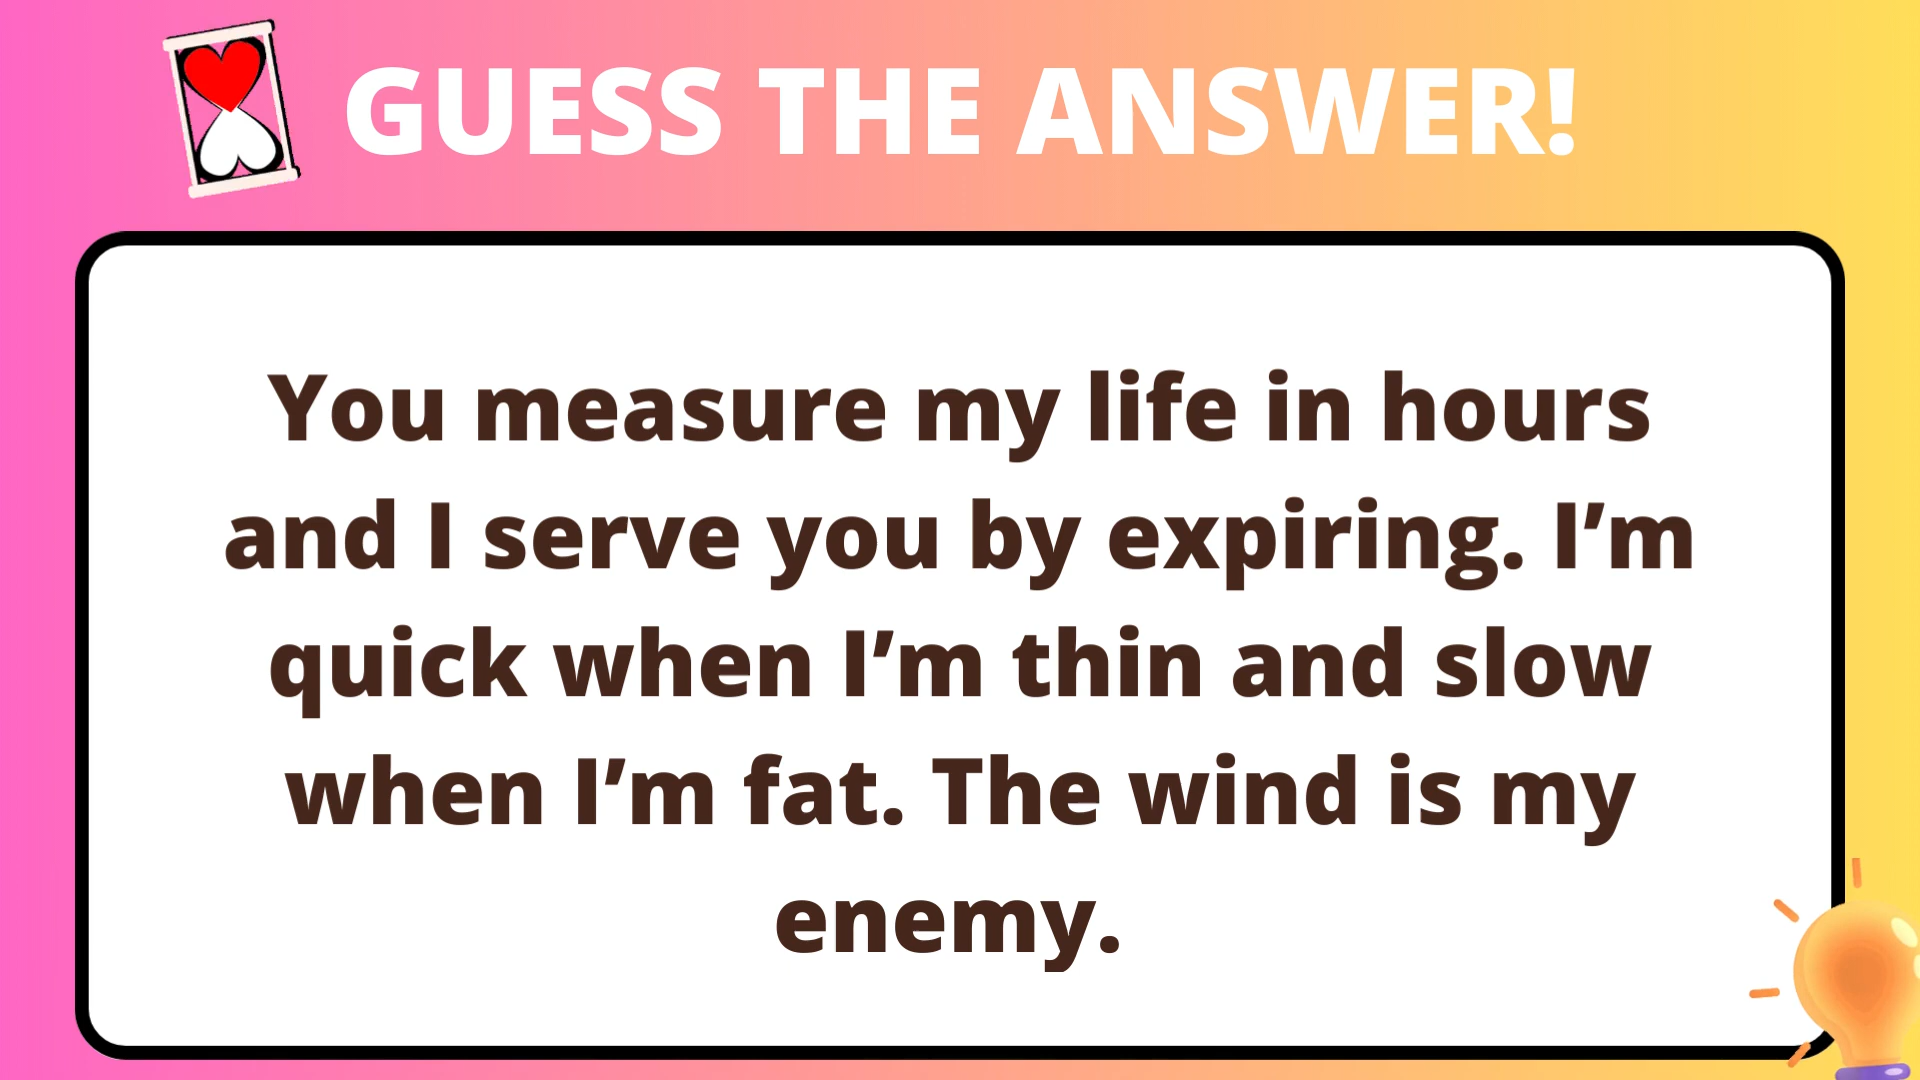 GUESS THE ANSWER!
You measure my life in hours
and I serve you by expiring. I’m
quick when I’m thin and slow
when I’m fat. The wind is my
enemy.